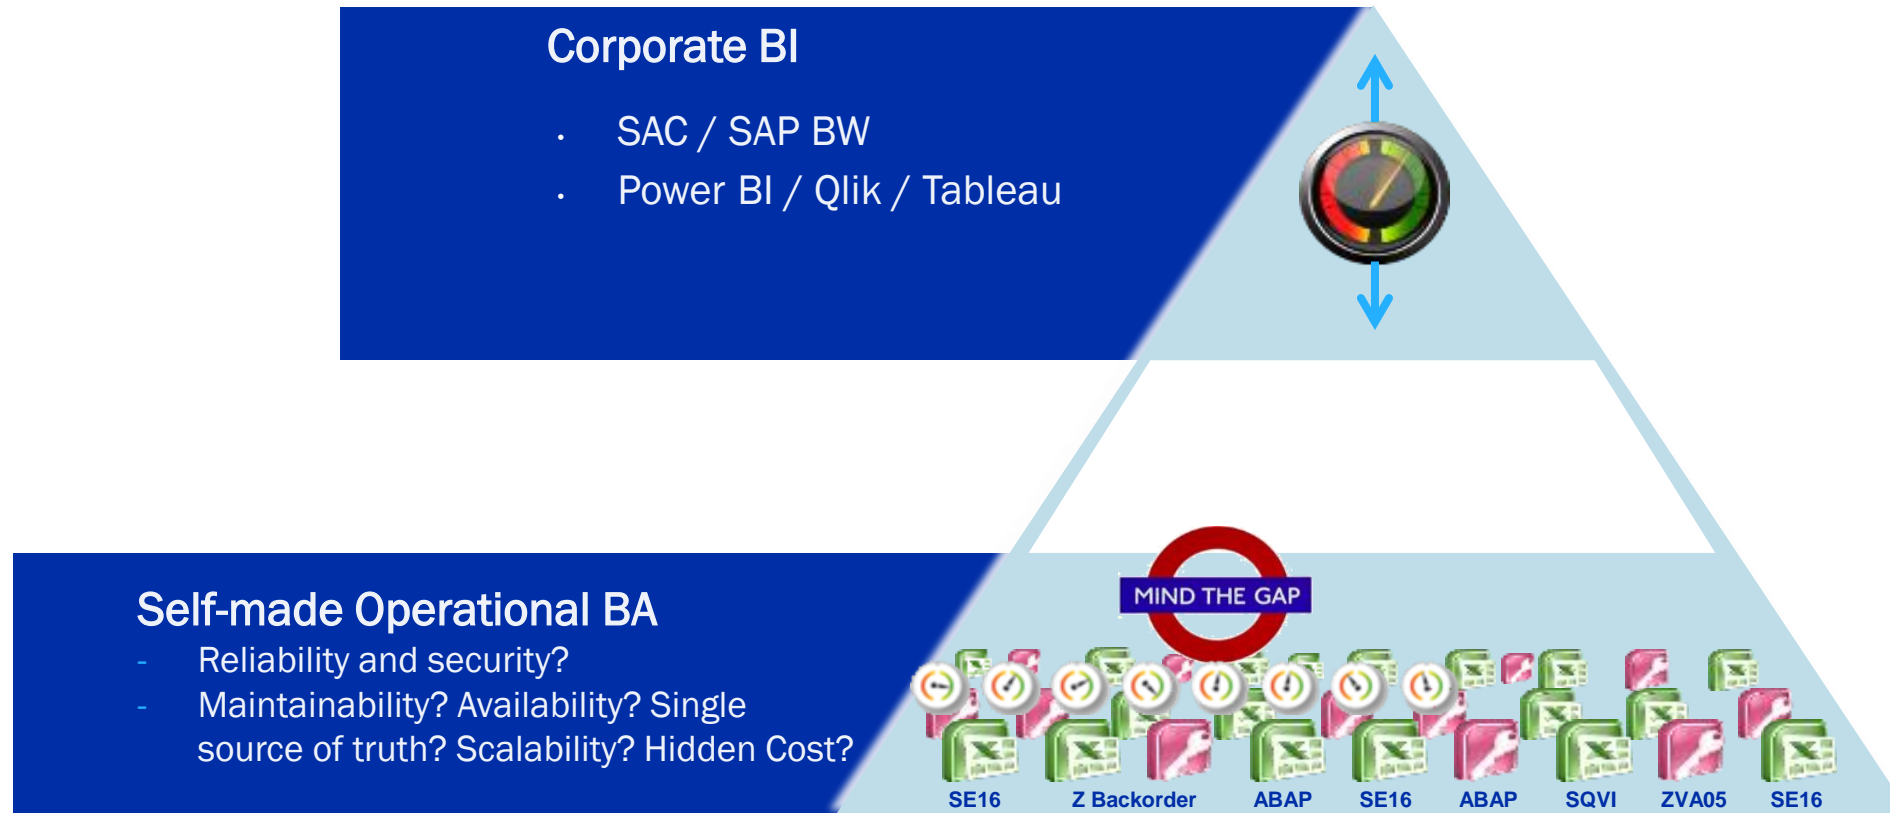 Corporate BI
• SAC / SAP BW
• Power BI / Qlik / Tableau
MIND THE GAP
Self-made Operational BA
- Reliability and security?
- Maintainability? Availability? Single
source of truth? Scalability? Hidden Cost?
SE16 Z Backorder ABAP SE16 ABAP SQVI ZVA05 SE16